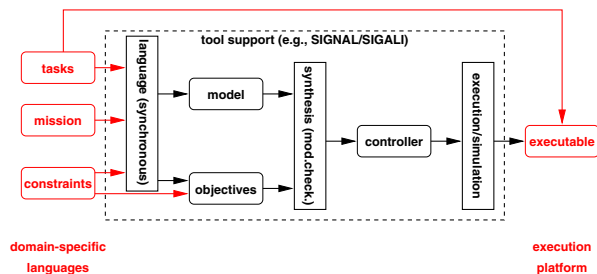 tool support (e.g., SIGNAL/SIGALI)
tasks
mission
constraints
language (synchronous)
model
objectives
synthesis (mod.check.)
controller
execution/simulation
executable
domain-specific
languages
execution
platform